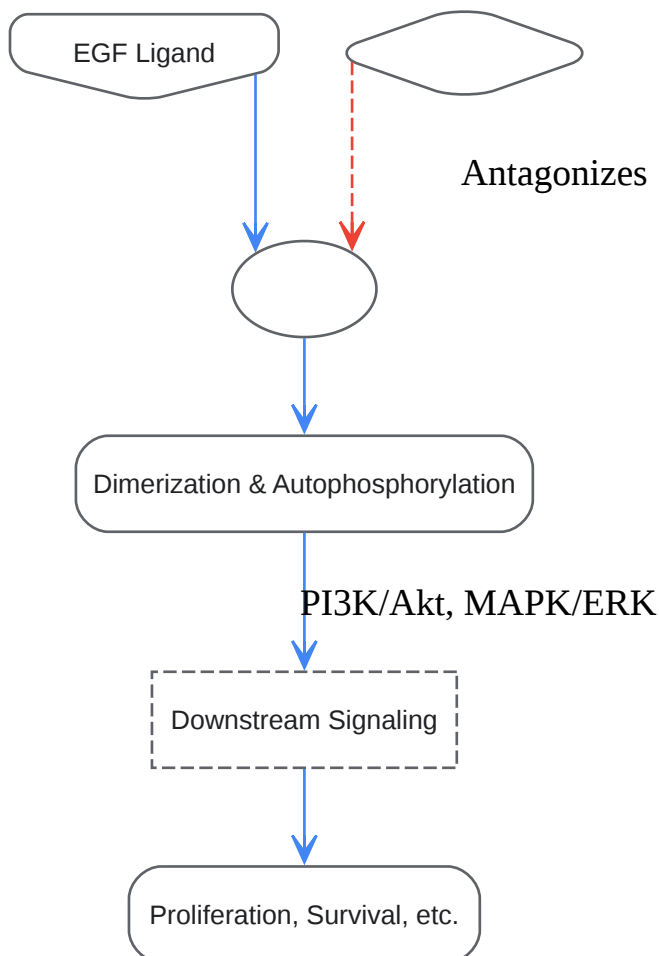 EGF Ligand
Antagonizes
Dimerization & Autophosphorylation
PI3K/Akt, MAPK/ERK
Downstream Signaling
Proliferation, Survival, etc.